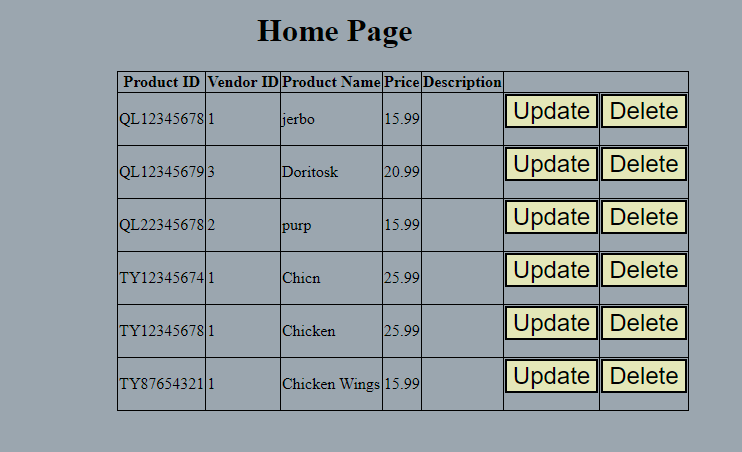 Home Page
Product ID Vendor ID Product Name Price Description
QL12345678 1 jerbo 15.99 Update Delete
QL12345679 3 Doritosk 20.99 Update Delete
QL22345678 2 purp 15.99 Update Delete
TY12345674 1 Chicn 25.99 Update Delete
TY12345678 1 Chicken 25.99 Update Delete
TY87654321 1 Chicken Wings 15.99 Update Delete